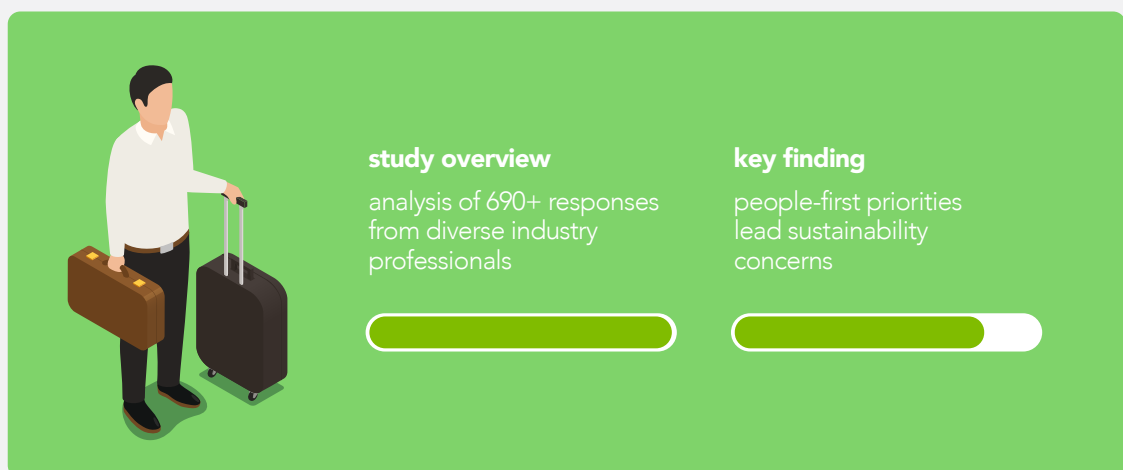 study overview
analysis of 690+ responses
from diverse industry
professionals
key finding
people-first priorities
lead sustainability
concerns